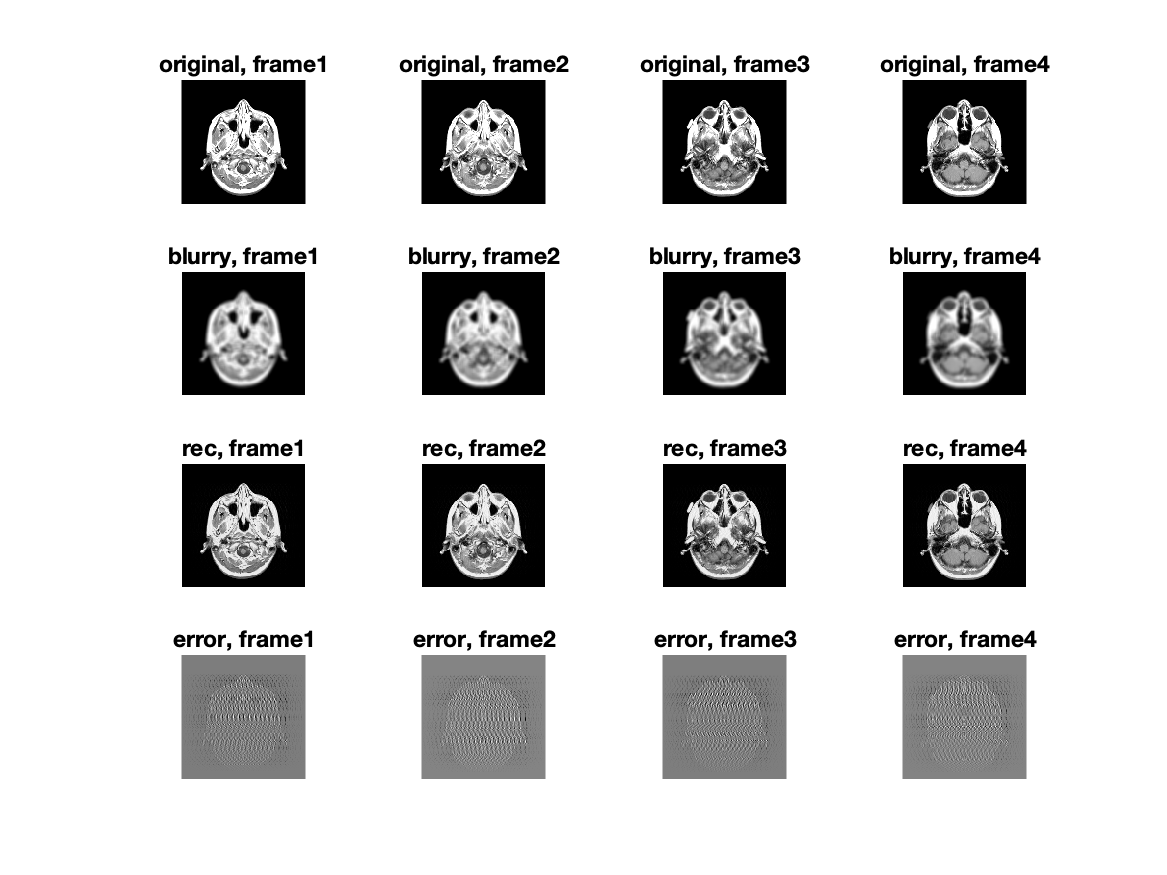 original, frame1 original, frame2 original, frame3 original, frame4
blurry, frame1 blurry, frame2 blurry, frame3 blurry, frame4
rec, frame1 rec, frame2 rec, frame3 rec, frame4
error, frame1 error, frame2 error, frame3 error, frame4